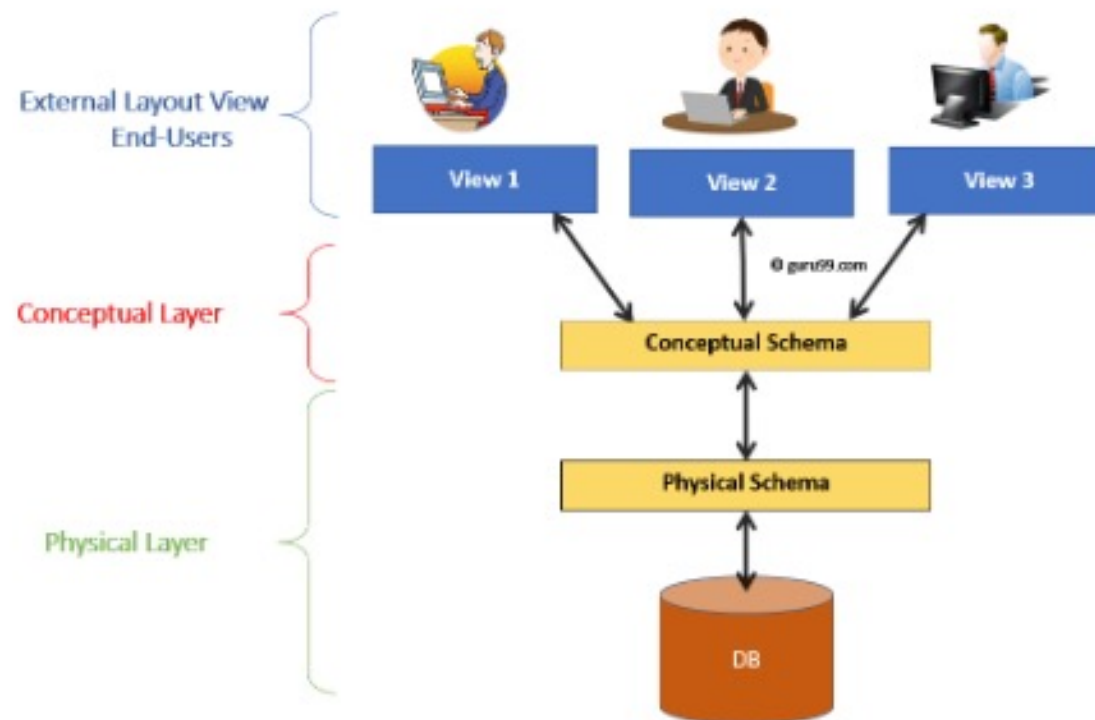 External Layout View
End-Users
View 1
View 2
View 3
© guru99.com
Conceptual Layer
Conceptual Schema
Physical Schema
Physical Layer
DB